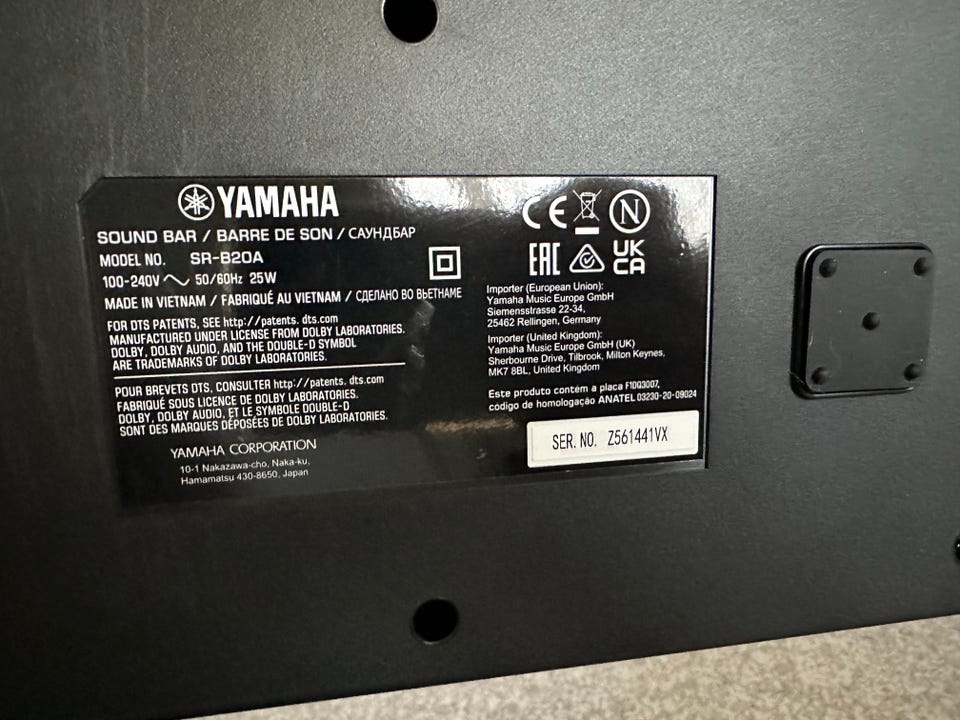 YAMAHA
SOUND BAR / BARRE DE SON / САУНДБАР
MODEL NO. SR-B20A
100-240V ~ 50/60Hz 25W
MADE IN VIETNAM / FABRIQUÉ AU VIETNAM / СДЕЛАНО ВО ВЬЕТНАМЕ
FOR DTS PATENTS, SEE http://patents. dts.com
MANUFACTURED UNDER LICENSE FROM DOLBY LABORATORIES.
DOLBY, DOLBY AUDIO, AND THE DOUBLE-D SYMBOL
ARE TRADEMARKS OF DOLBY LABORATORIES.
POUR BREVETS DTS, CONSULTER http://patents. dts.com
FABRIQUÉ SOUS LICENCE DE DOLBY LABORATORIES.
DOLBY, DOLBY AUDIO, ET LE SYMBOLE DOUBLE-D
SONT DES MARQUES DÉPOSÉES DE DOLBY LABORATORIES.
YAMAHA CORPORATION
10-1 Nakazawa-cho, Naka-ku,
Hamamatsu 430-8650, Japan
CE N
EAC UK CA
Importer (European Union):
Yamaha Music Europe GmbH
Siemensstrasse 22-34,
25462 Rellingen, Germany
Importer (United Kingdom):
Yamaha Music Europe GmbH (UK)
Sherbourne Drive, Tilbrook, Milton Keynes,
MK7 8BL, United Kingdom
Este produto contém a placa F10Q3007,
código de homologação ANATEL 03230-20-09024
SER. NO. Z561441VX